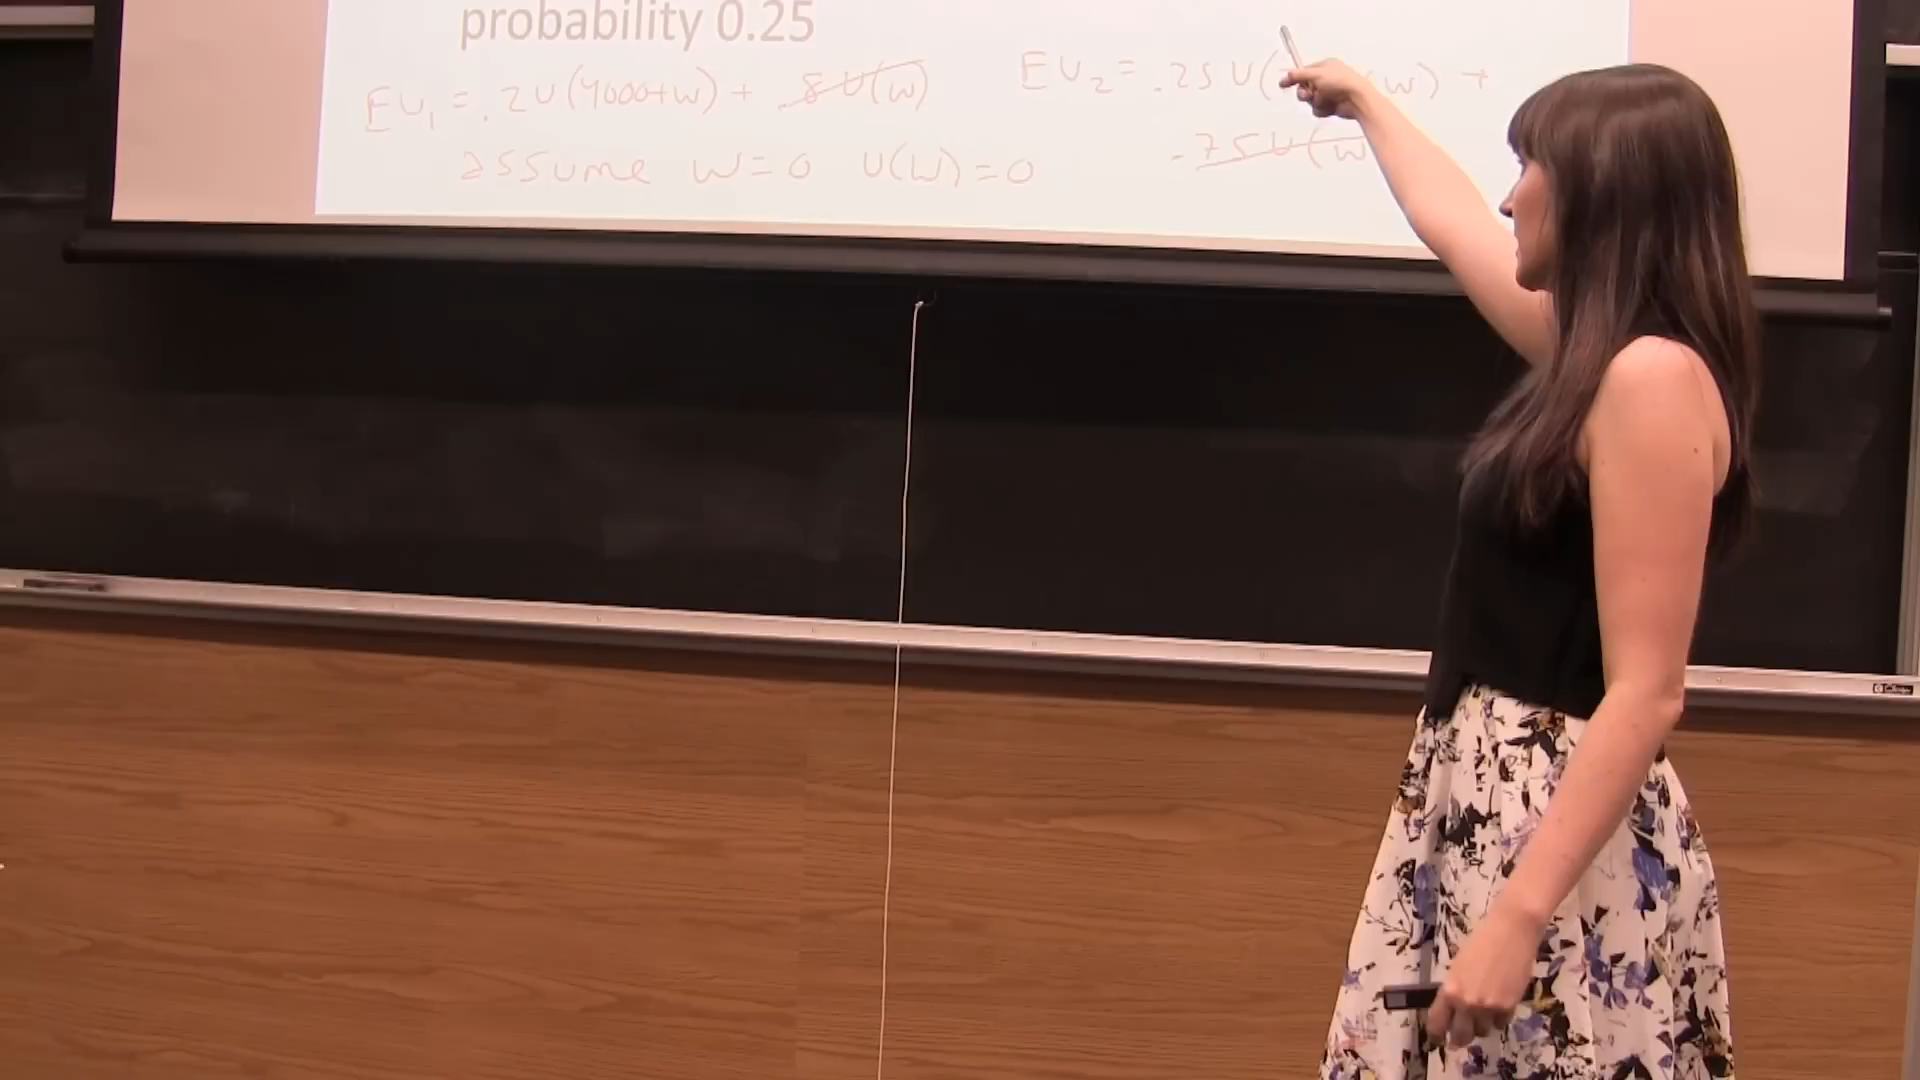 probability 0.25
EU₁ = .2U(4000+W) + .8U(W)
EU₂ = .25U( W) +
.75U(W
assume W=0 U(W)=0